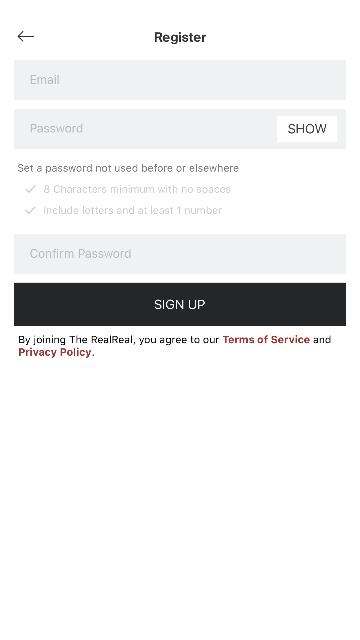 Register
Email
Password
SHOW
Set a password not used before or elsewhere
8 Characters minimum with no spaces
Include letters and at least 1 number
Confirm Password
SIGN UP
By joining The RealReal, you agree to our Terms of Service and
Privacy Policy.